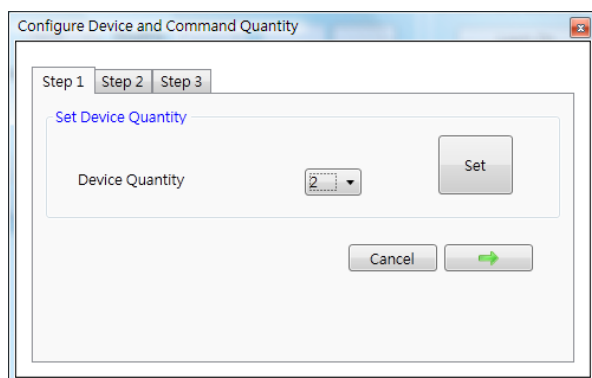 Configure Device and Command Quantity
Step 1 Step 2 Step 3
Set Device Quantity
Device Quantity 2 Set
Cancel